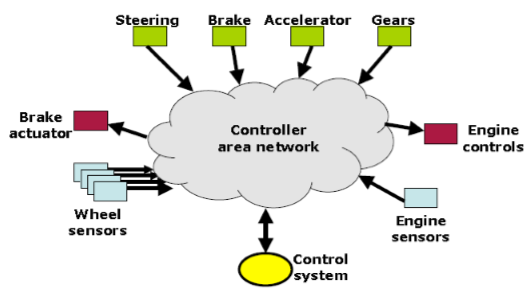 Steering
Brake
Accelerator
Gears
Brake
actuator
Controller
area network
Engine
controls
Wheel
sensors
Engine
sensors
Control
system